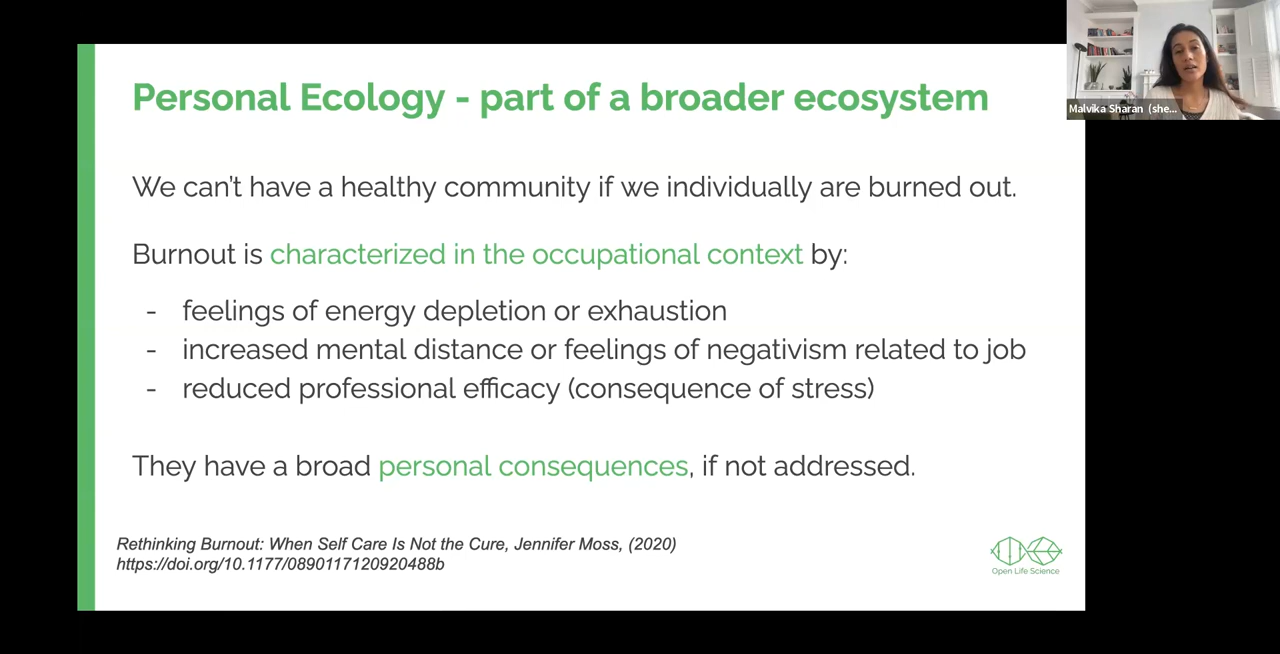 Personal Ecology - part of a broader ecosystem
Malvika Sharan (she...
We can't have a healthy community if we individually are burned out.
Burnout is characterized in the occupational context by:
- feelings of energy depletion or exhaustion
- increased mental distance or feelings of negativism related to job
- reduced professional efficacy (consequence of stress)
They have a broad personal consequences, if not addressed.
Rethinking Burnout: When Self Care Is Not the Cure, Jennifer Moss, (2020)
https://doi.org/10.1177/0890117120920488b
Open Life Science